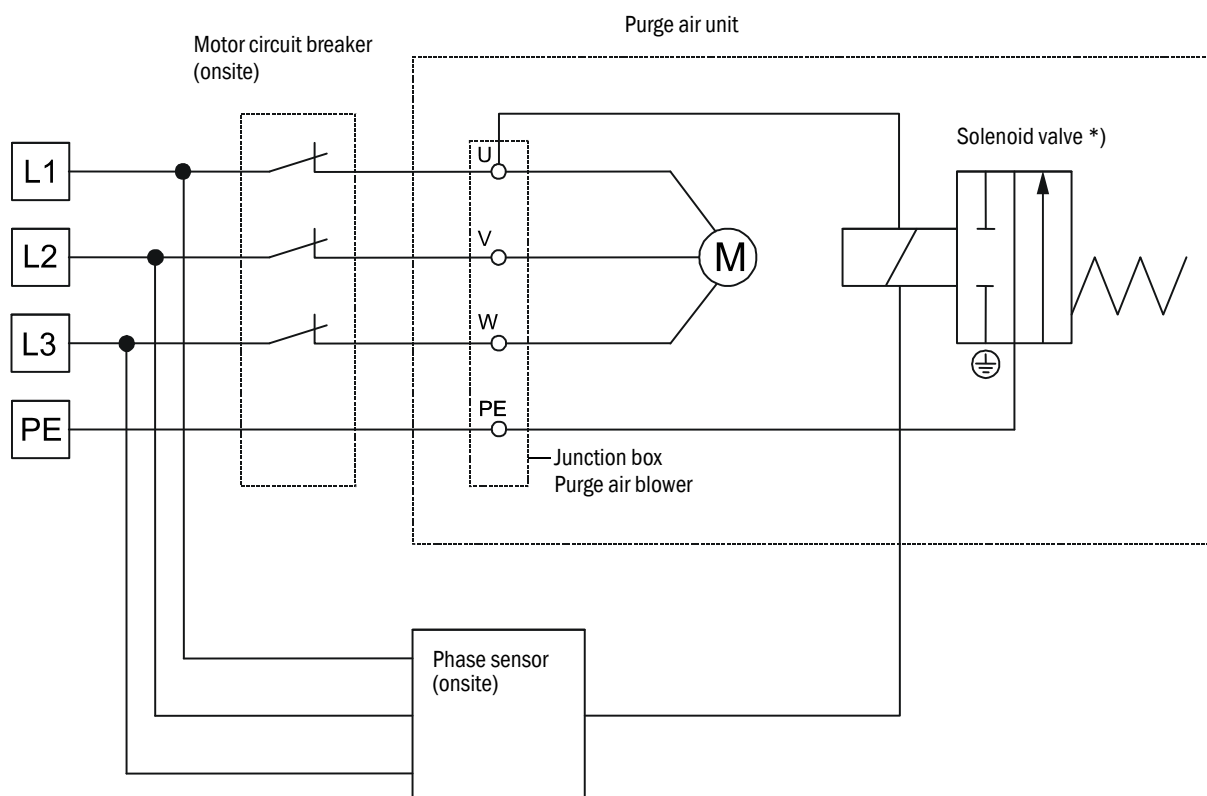 Purge air unit
Motor circuit breaker
(onsite)
Solenoid valve *)
L1
U
L2
V
M
L3
W
PE
PE
Junction box
Purge air blower
Phase sensor
(onsite)